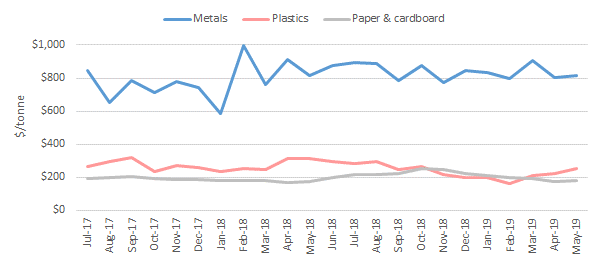 Metals Plastics Paper & cardboard
$1,000
$800
$600
$400
$200
$0
$/tonne
Jul-17 Aug-17 Sep-17 Oct-17 Nov-17 Dec-17 Jan-18 Feb-18 Mar-18 Apr-18 May-18 Jun-18 Jul-18 Aug-18 Sep-18 Oct-18 Nov-18 Dec-18 Jan-19 Feb-19 Mar-19 Apr-19 May-19